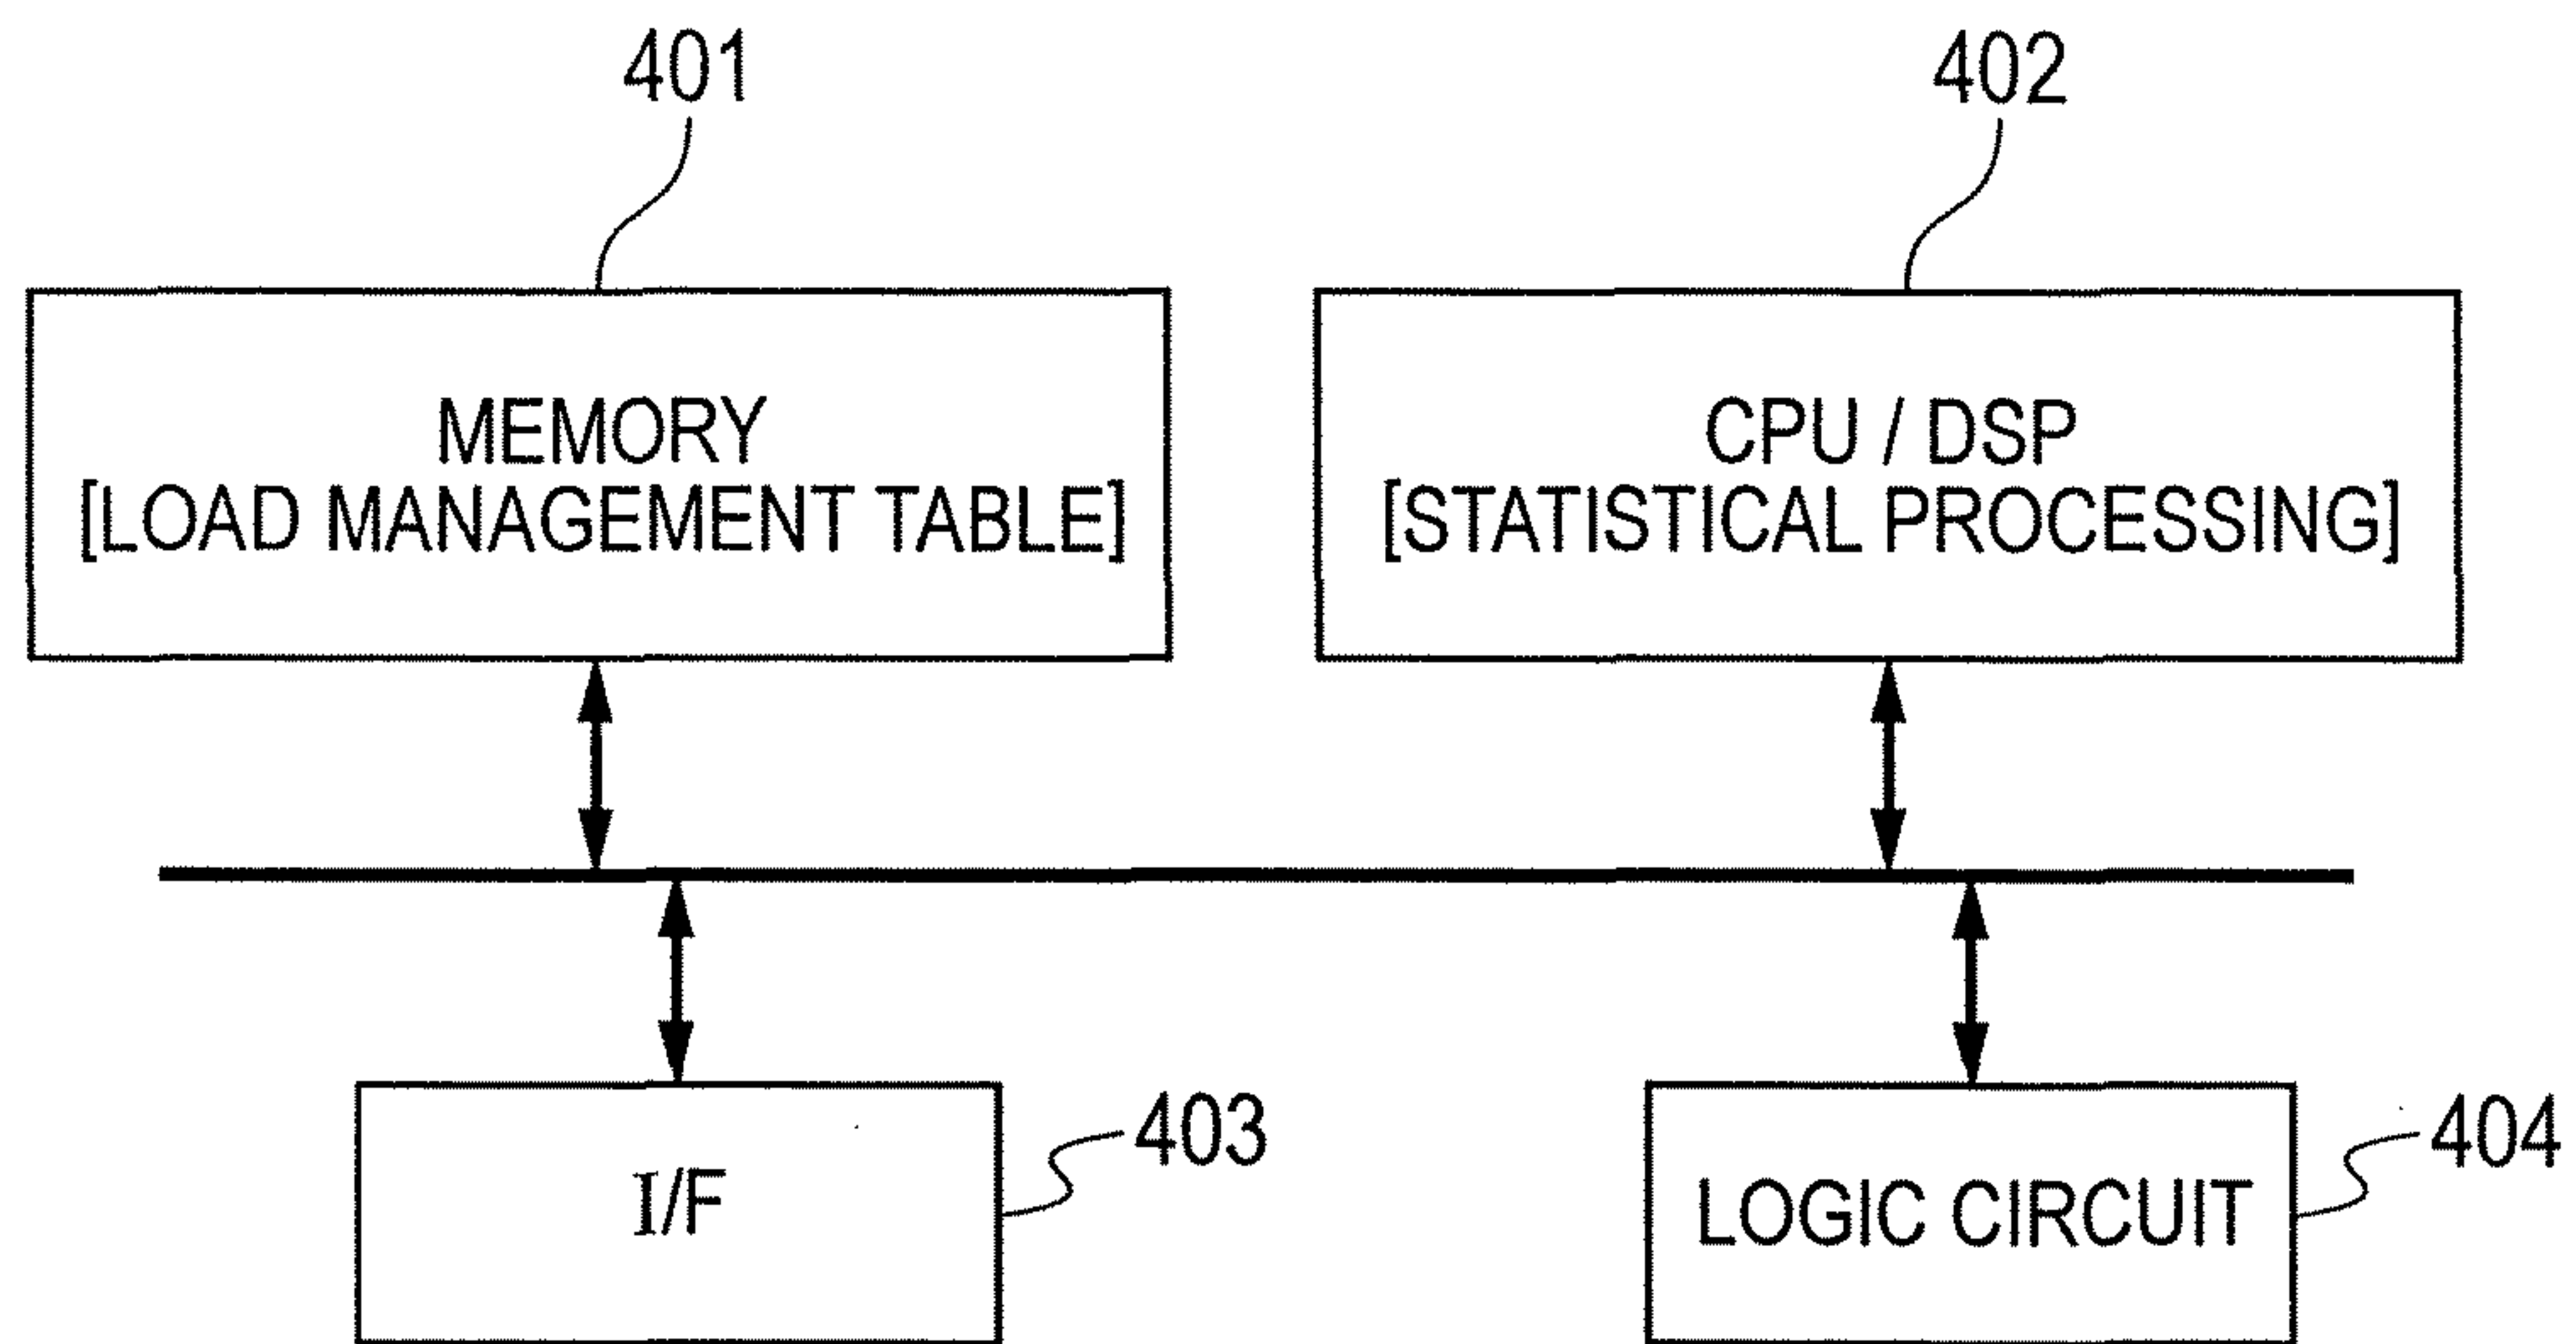 401
402
MEMORY
[LOAD MANAGEMENT TABLE]
CPU / DSP
[STATISTICAL PROCESSING]
403
I/F
404
LOGIC CIRCUIT